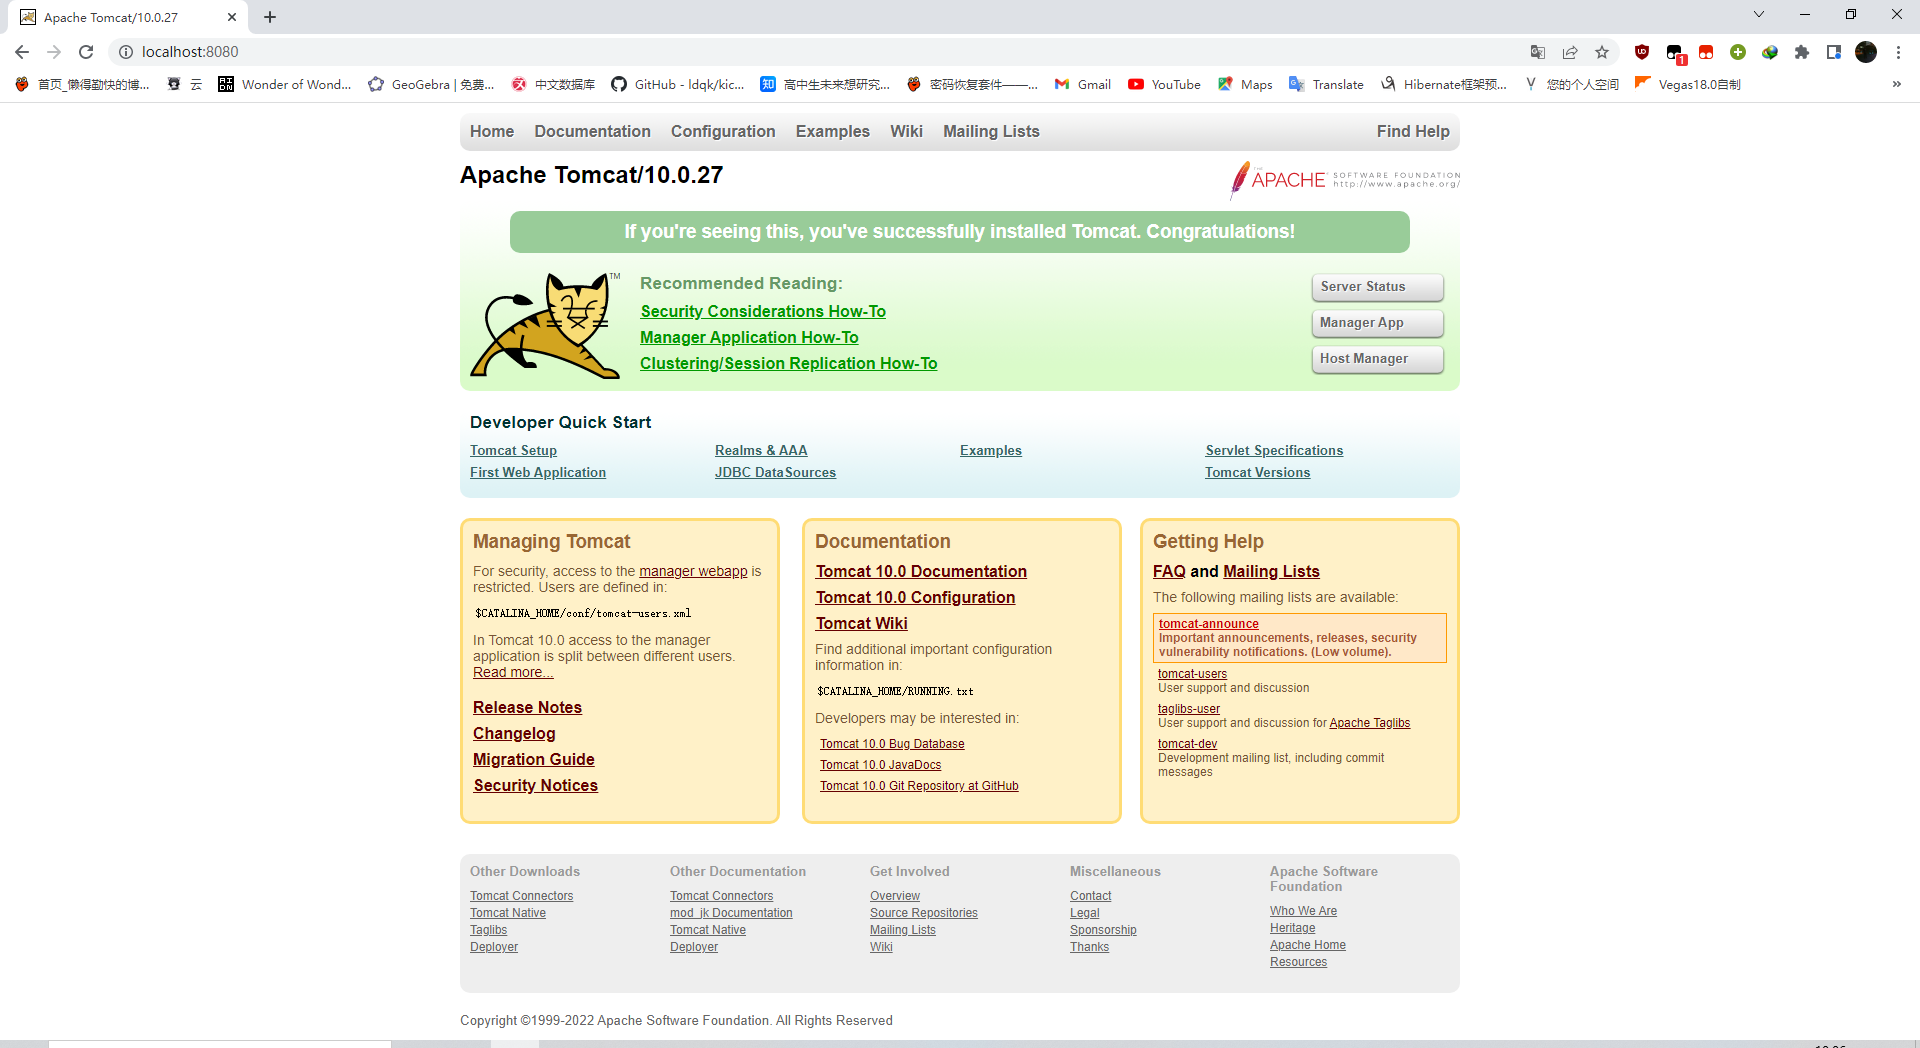 Apache Tomcat/10.0.27
localhost:8080
1
首页_懒得勤快的博...
云
Wonder of Wond...
GeoGebra | 免费...
中文数据库
GitHub - ldqk/kic...
知
高中生未来想研究...
密码恢复套件——...
Gmail
YouTube
Maps
Translate
Hibernate框架预...
您的个人空间
Vegas18.0自制
»
Home Documentation Configuration Examples Wiki Mailing Lists Find Help
Apache Tomcat/10.0.27
THE APACHE SOFTWARE FOUNDATION
http://www.apache.org/
If you're seeing this, you've successfully installed Tomcat. Congratulations!
TM
Recommended Reading:
Security Considerations How-To
Manager Application How-To
Clustering/Session Replication How-To
Server Status
Manager App
Host Manager
Developer Quick Start
Tomcat Setup
First Web Application
Realms & AAA
JDBC DataSources
Examples
Servlet Specifications
Tomcat Versions
Managing Tomcat
For security, access to the manager webapp is
restricted. Users are defined in:
$CATALINA_HOME/conf/tomcat-users.xml
In Tomcat 10.0 access to the manager
application is split between different users.
Read more...
Release Notes
Changelog
Migration Guide
Security Notices
Documentation
Tomcat 10.0 Documentation
Tomcat 10.0 Configuration
Tomcat Wiki
Find additional important configuration
information in:
$CATALINA_HOME/RUNNING.txt
Developers may be interested in:
Tomcat 10.0 Bug Database
Tomcat 10.0 JavaDocs
Tomcat 10.0 Git Repository at GitHub
Getting Help
FAQ and Mailing Lists
The following mailing lists are available:
tomcat-announce
Important announcements, releases, security
vulnerability notifications. (Low volume).
tomcat-users
User support and discussion
taglibs-user
User support and discussion for Apache Taglibs
tomcat-dev
Development mailing list, including commit
messages
Other Downloads
Tomcat Connectors
Tomcat Native
Taglibs
Deployer
Other Documentation
Tomcat Connectors
mod_jk Documentation
Tomcat Native
Deployer
Get Involved
Overview
Source Repositories
Mailing Lists
Wiki
Miscellaneous
Contact
Legal
Sponsorship
Thanks
Apache Software
Foundation
Who We Are
Heritage
Apache Home
Resources
Copyright ©1999-2022 Apache Software Foundation. All Rights Reserved